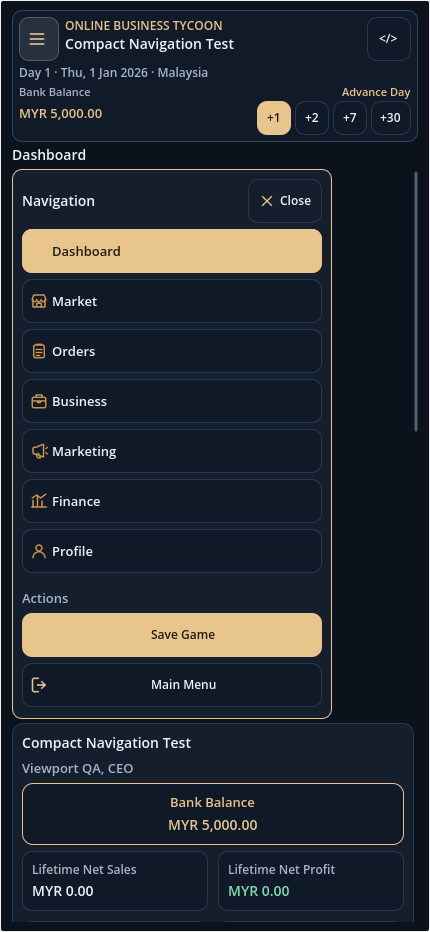 ONLINE BUSINESS TYCOON
Compact Navigation Test
</>
Day 1 · Thu, 1 Jan 2026 · Malaysia
Bank Balance
Advance Day
MYR 5,000.00
+1
+2
+7
+30
Dashboard
Navigation
Close
Dashboard
Market
Orders
Business
Marketing
Finance
Profile
Actions
Save Game
Main Menu
Compact Navigation Test
Viewport QA, CEO
Bank Balance
MYR 5,000.00
Lifetime Net Sales
MYR 0.00
Lifetime Net Profit
MYR 0.00